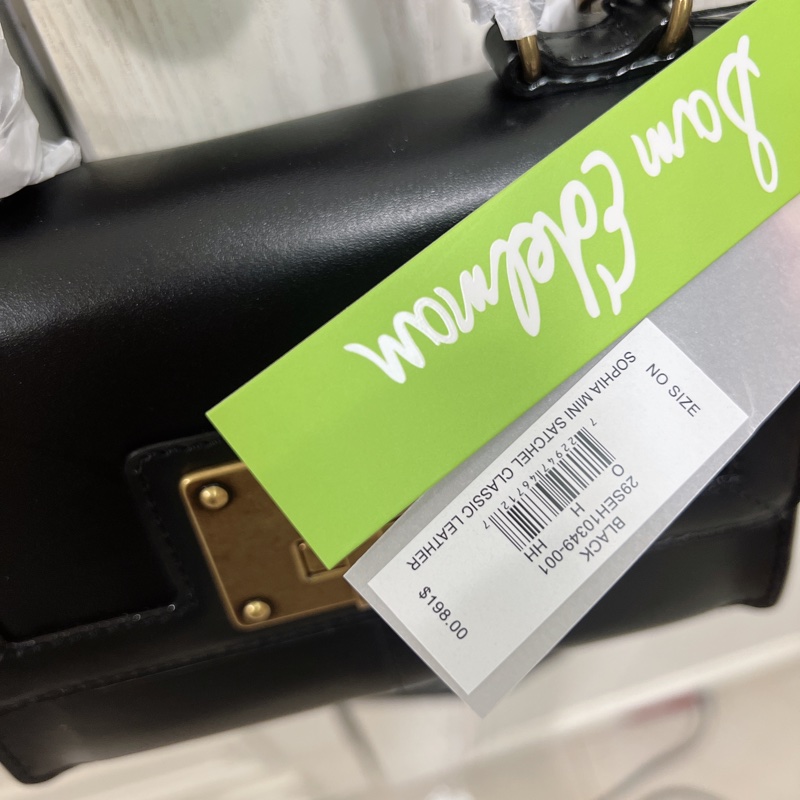 Sam Edelman
NO SIZE
SOPHIA MINI SATCHEL CLASSIC LEATHER
O
H
HH
29SEH10349-001
BLACK
$198.00